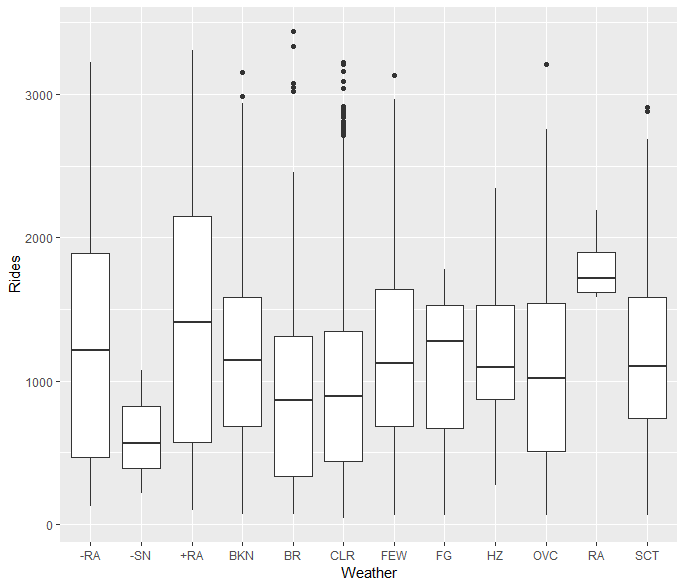 Rides
3000
2000
1000
0
-RA -SN +RA BKN BR CLR FEW FG HZ OVC RA SCT
Weather